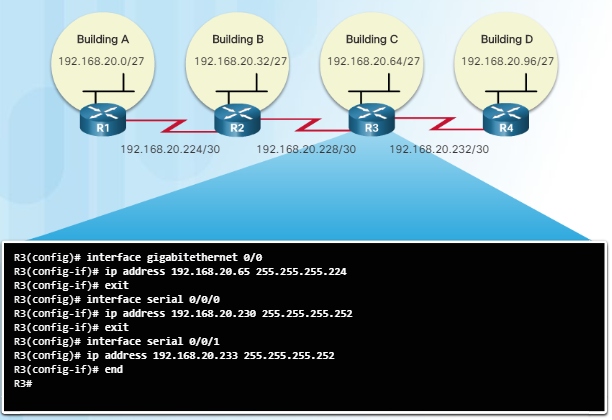 Building A Building B Building C Building D
192.168.20.0/27 192.168.20.32/27 192.168.20.64/27 192.168.20.96/27
R1 R2 R3 R4
192.168.20.224/30 192.168.20.228/30 192.168.20.232/30
R3(config)# interface gigabitethernet 0/0
R3(config-if)# ip address 192.168.20.65 255.255.255.224
R3(config-if)# exit
R3(config)# interface serial 0/0/0
R3(config-if)# ip address 192.168.20.230 255.255.255.252
R3(config-if)# exit
R3(config)# interface serial 0/0/1
R3(config)# ip address 192.168.20.233 255.255.255.252
R3(config-if)# end
R3#